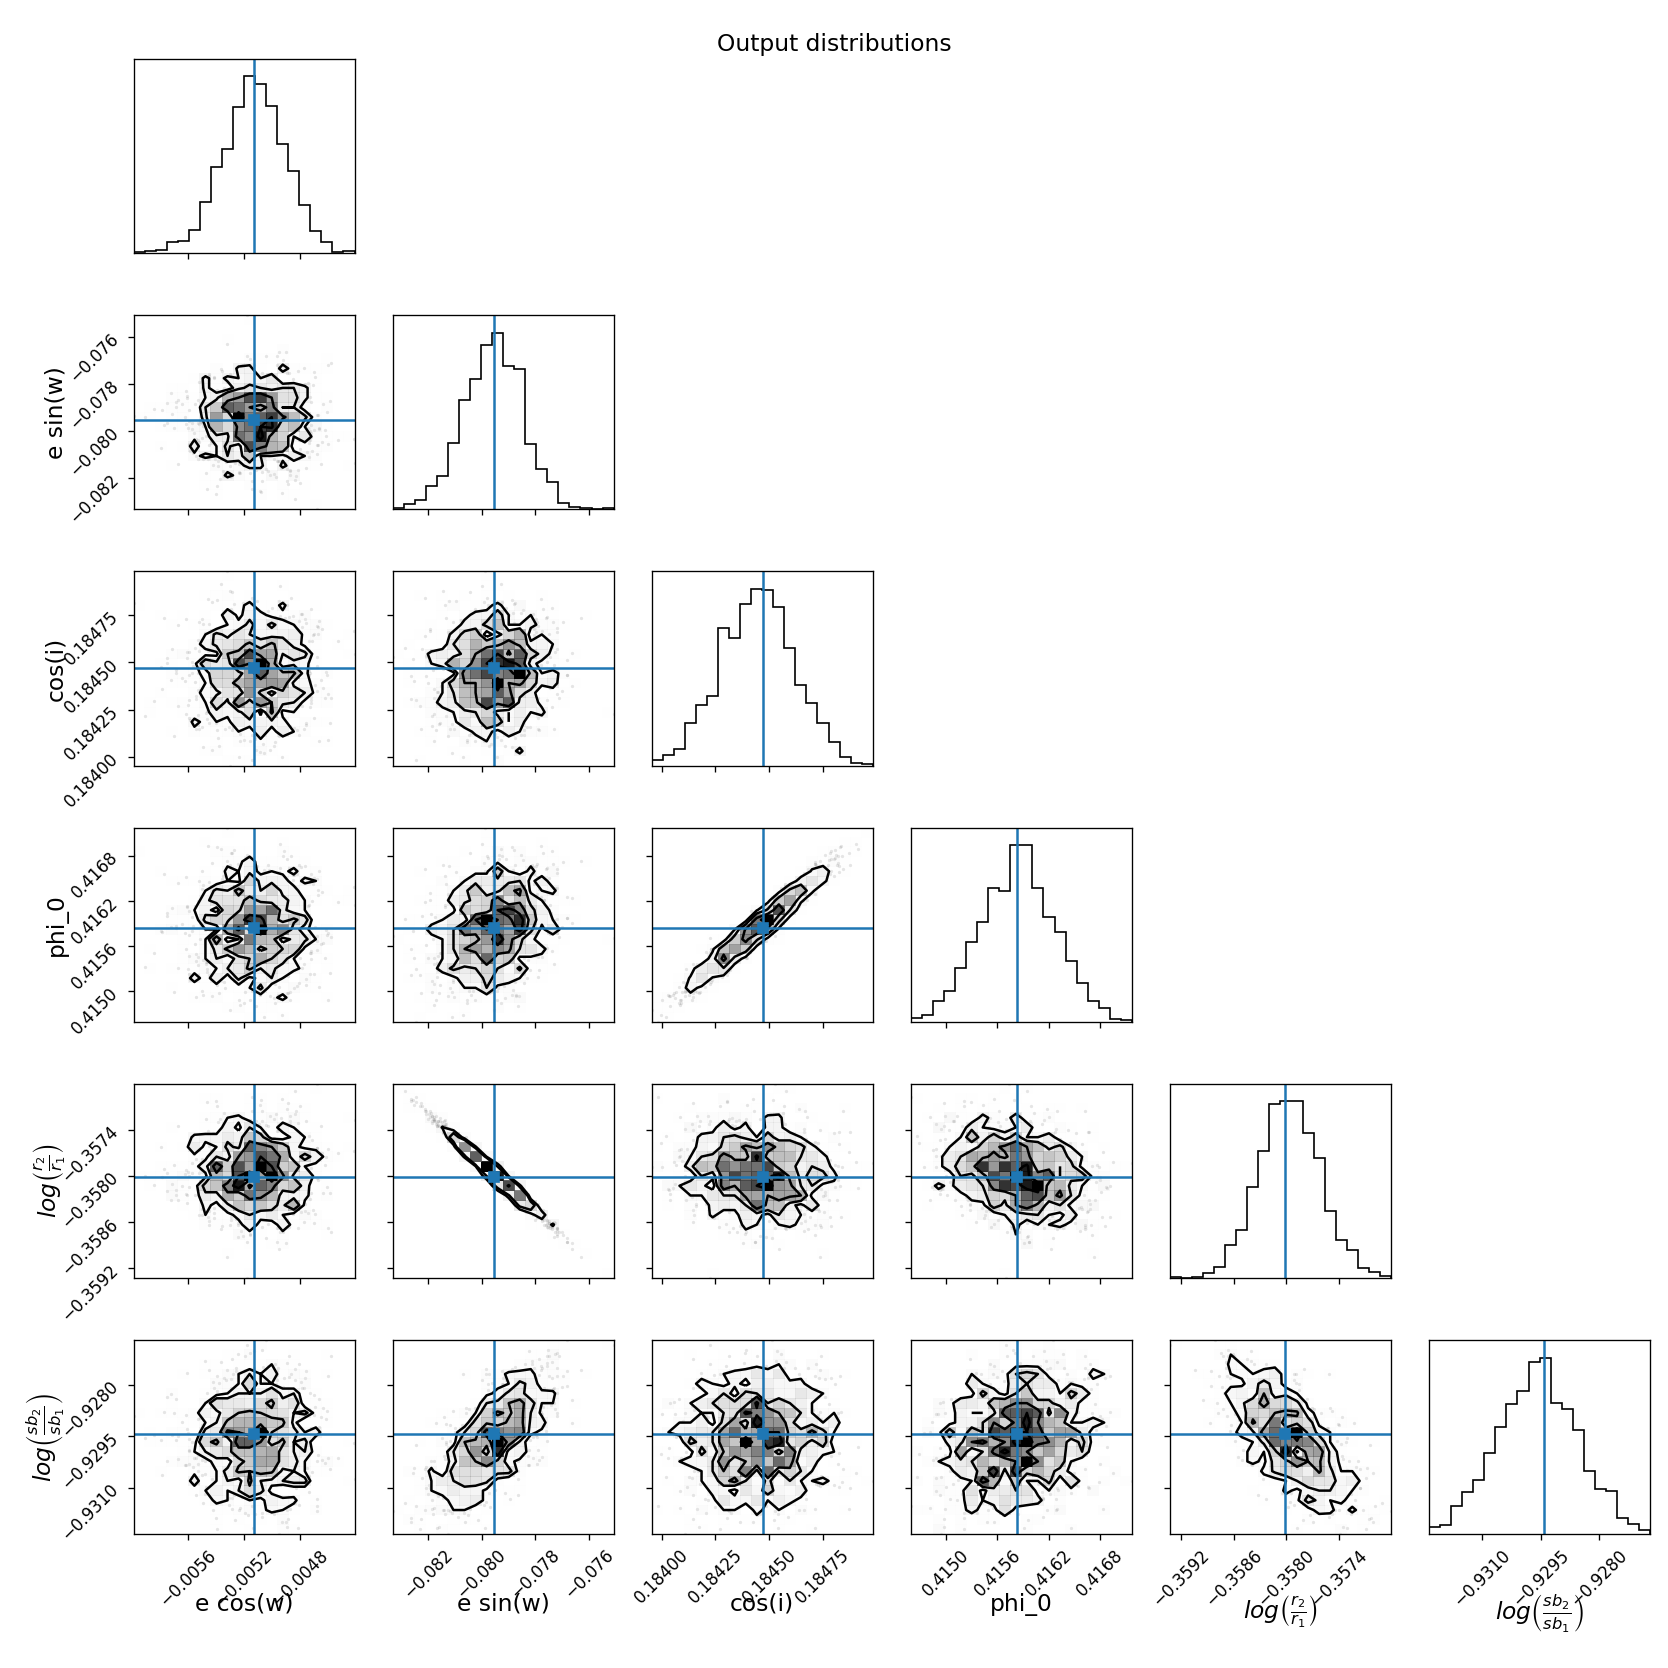 Output distributions
e sin(w)
−0.076
−0.078
−0.080
−0.082
cos(i)
0.18475
0.18450
0.18425
0.18400
phi_0
0.4168
0.4162
0.4156
0.4150
log(r₂/r₁)
−0.3574
−0.3580
−0.3586
−0.3592
log(sb₂/sb₁)
−0.9280
−0.9295
−0.9310
−0.0056 −0.0052 −0.0048 −0.082 −0.080 −0.078 −0.076 0.18400 0.18425 0.18450 0.18475 0.4150 0.4156 0.4162 0.4168 −0.3592 −0.3586 −0.3580 −0.3574 −0.9310 −0.9295 −0.9280
e cos(w) e sin(w) cos(i) phi_0 log(r₂/r₁) log(sb₂/sb₁)